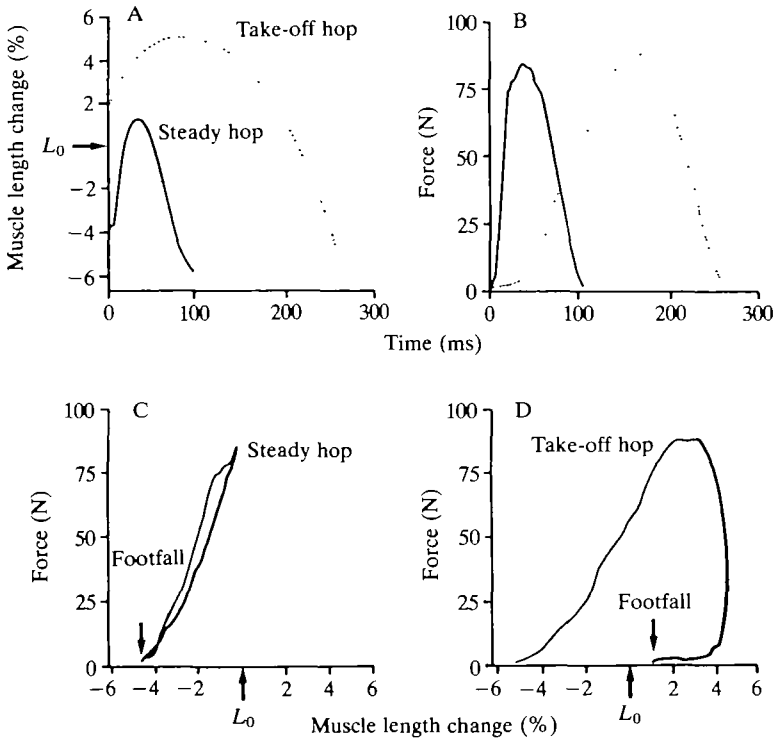 A
B
Muscle length change (%)
6
4
2
L₀
−2
−4
−6
Take-off hop
Steady hop
0
100
200
300
Force (N)
100
75
50
25
0
0
100
200
300
Time (ms)
C
D
Force (N)
100
75
50
25
0
Steady hop
Footfall
−6
−4
−2
2
4
6
L₀
Force (N)
100
75
50
25
0
Take-off hop
Footfall
−6
−4
−2
2
4
6
L₀
Muscle length change (%)